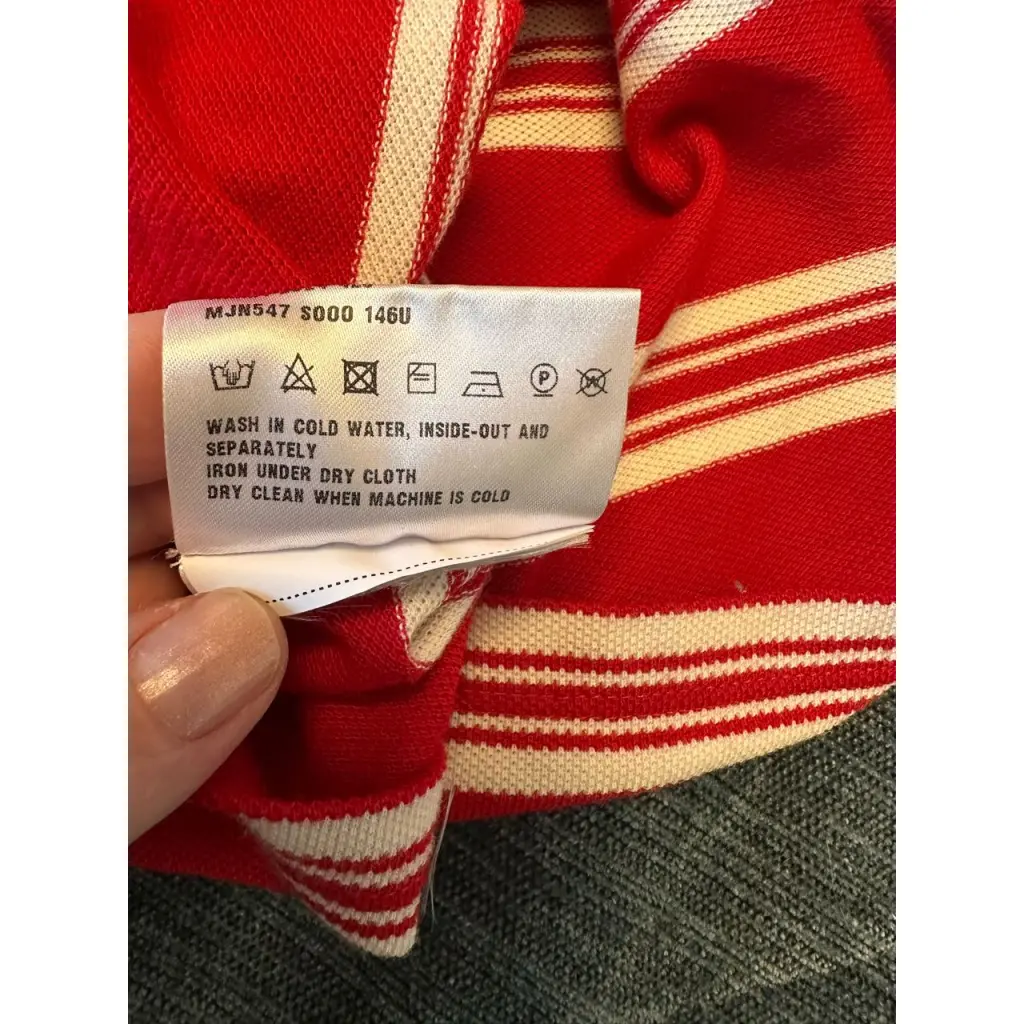 MJN547 S000 146U
P
W
WASH IN COLD WATER, INSIDE-OUT AND
SEPARATELY
IRON UNDER DRY CLOTH
DRY CLEAN WHEN MACHINE IS COLD